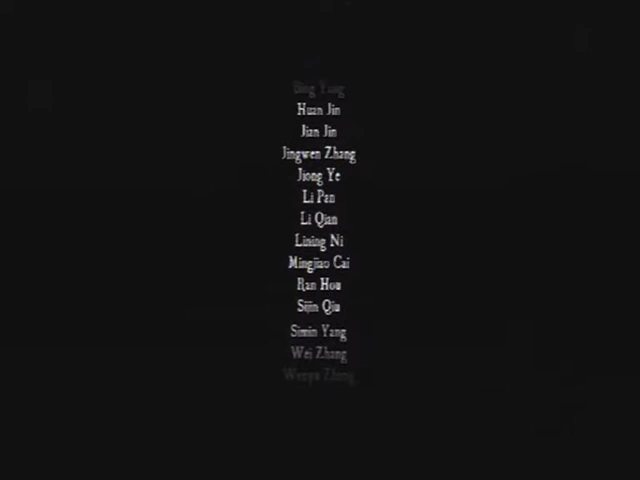 Huan Jin
Jian Jin
Jingwen Zhang
Jiong Ye
Li Pan
Li Qian
Lining Ni
Mingjiao Cai
Ran Hou
Sijin Qiu
Simin Yang
Wei Zhang